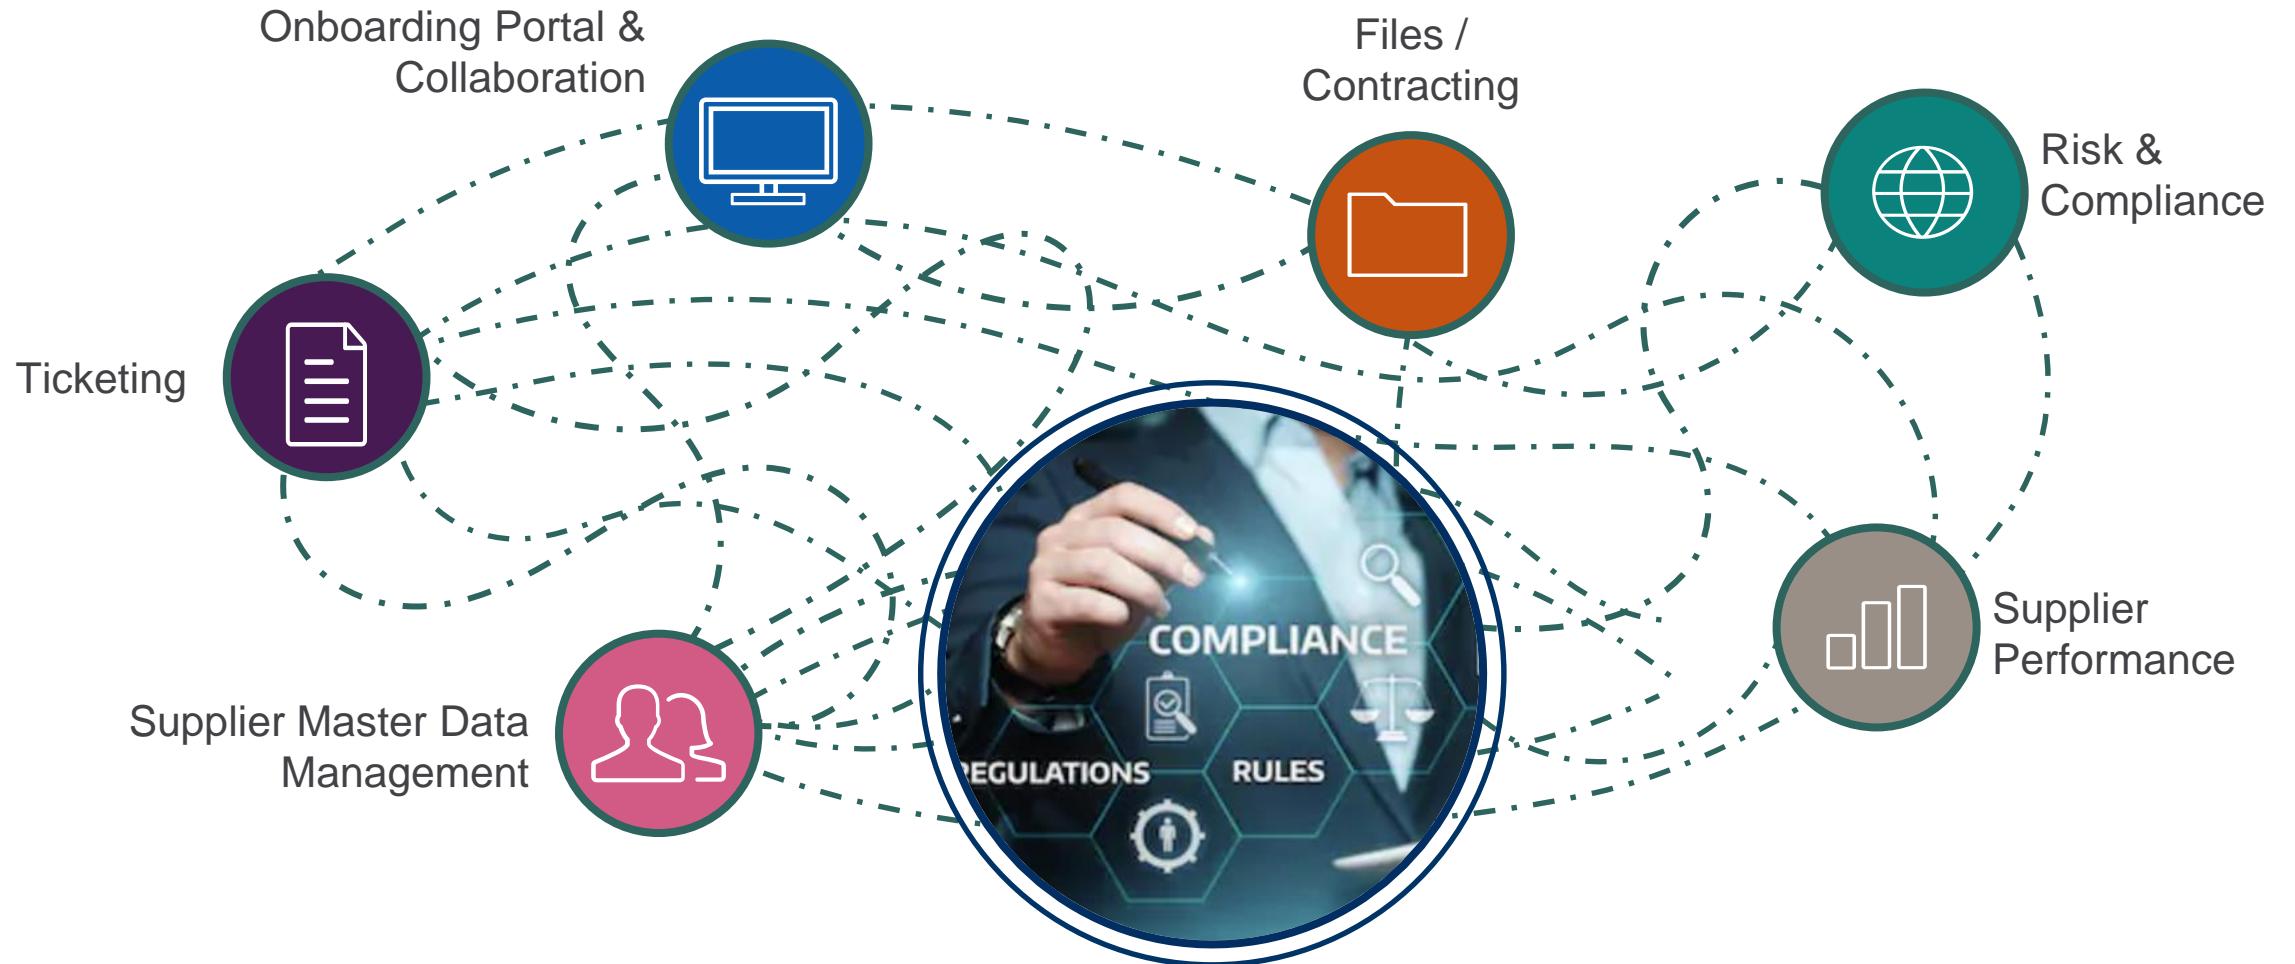 Onboarding Portal &
Collaboration
Files /
Contracting
Risk &
Compliance
Ticketing
Supplier Master Data
Management
Supplier
Performance
COMPLIANCE
REGULATIONS
RULES